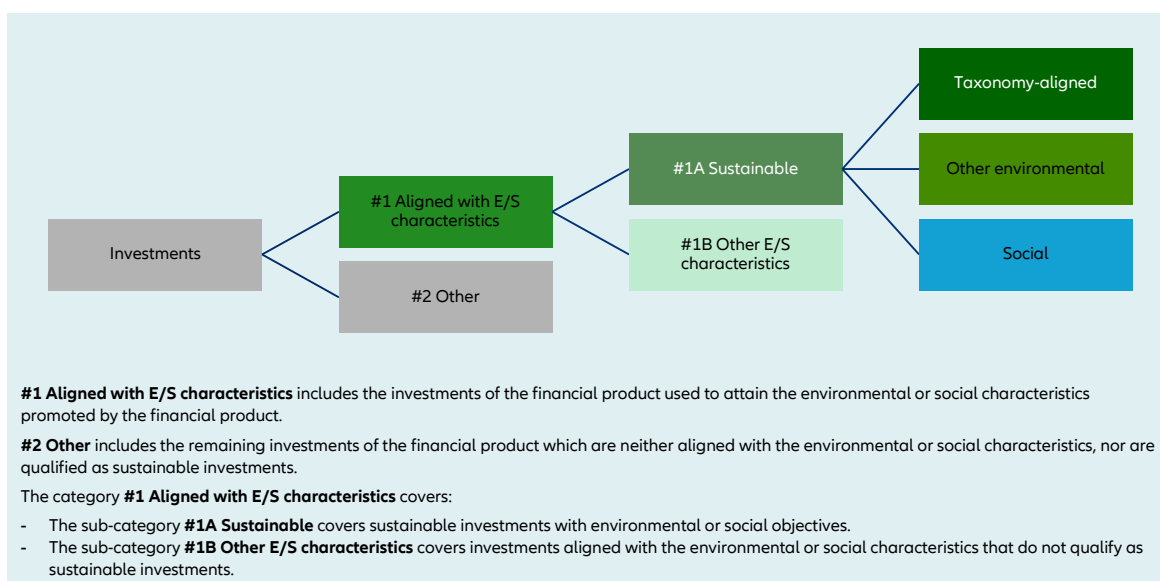 Taxonomy-aligned
#1A Sustainable
Other environmental
#1 Aligned with E/S
characteristics
#1B Other E/S
characteristics
Investments
Social
#2 Other
#1 Aligned with E/S characteristics includes the investments of the financial product used to attain the environmental or social characteristics
promoted by the financial product.
#2 Other includes the remaining investments of the financial product which are neither aligned with the environmental or social characteristics, nor are
qualified as sustainable investments.
The category #1 Aligned with E/S characteristics covers:
- The sub-category #1A Sustainable covers sustainable investments with environmental or social objectives.
- The sub-category #1B Other E/S characteristics covers investments aligned with the environmental or social characteristics that do not qualify as
sustainable investments.